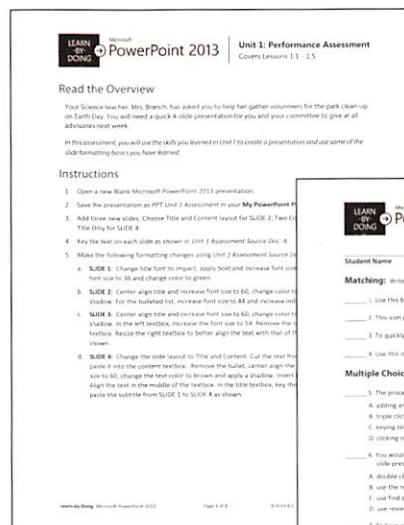 LEARN
-BY-
DOING
Microsoft
PowerPoint 2013
Unit 1: Performance Assessment
Covers Lessons 1.1 - 1.5
Read the Overview
Your Science teacher, Mrs. Branch, has asked you to help her gather volunteers for the park clean-up
on Earth Day. You will need a quick 4-slide presentation for you and your committee to give at all
advisories next week.
In this assessment, you will use the skills you learned in Unit 1 to create a presentation and use some of the
slide formatting basics you have learned.
Instructions
1. Open a new Blank Microsoft PowerPoint 2013 presentation.
2. Save the presentation as PPT Unit 1 Assessment in your My PowerPoint P
3. Add three new slides. Choose Title and Content layout for SLIDE 2, Two Co
Title Only for SLIDE 4.
4. Key the text on each slide as shown in Unit 1 Assessment Source Doc. A.
5. Make the following formatting changes using Unit 1 Assessment Source Do
a. SLIDE 1: Change title font to Impact, apply bold and increase font size
font size to 36 and change color to green.
b. SLIDE 2: Center align title and increase font size to 60, change color to
shadow. For the bulleted list, increase font size to 44 and increase ind
c. SLIDE 3: Center align title and increase font size to 60, change color to
shadow. In the left textbox, increase the font size to 54. Remove the b
textbox. Resize the right textbox to better align the text with that of th
shown.
d. SLIDE 4: Change the slide layout to Title and Content. Cut the text fro
paste it into the content textbox. Remove the bullet, center align the
size to 60, change the text color to brown and apply a shadow. Insert
Align the text in the middle of the textbox. In the title textbox, key the
paste the subtitle from SLIDE 1 to SLIDE 4 as shown.
Learn-by-Doing Microsoft PowerPoint 2013
Page 1 of 2
LEARN
-BY-
DOING
P
Student Name
Matching: Write
1. Use this b
2. This icon
3. To quickly
4. Use this
Multiple Choic
5. The proce
A. adding an
B. triple clic
C. keying te
D. clicking o
6. You would
slide pres
A. double cl
B. use the r
C. use find a
D. use revie